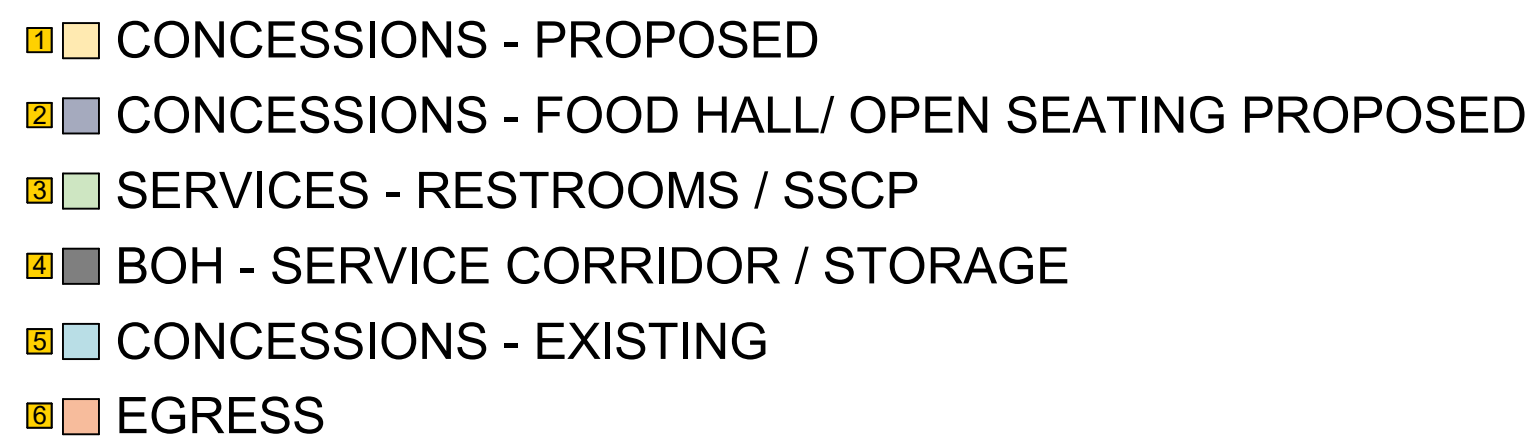 1 CONCESSIONS - PROPOSED
2 CONCESSIONS - FOOD HALL/ OPEN SEATING PROPOSED
3 SERVICES - RESTROOMS / SSCP
4 BOH - SERVICE CORRIDOR / STORAGE
5 CONCESSIONS - EXISTING
6 EGRESS